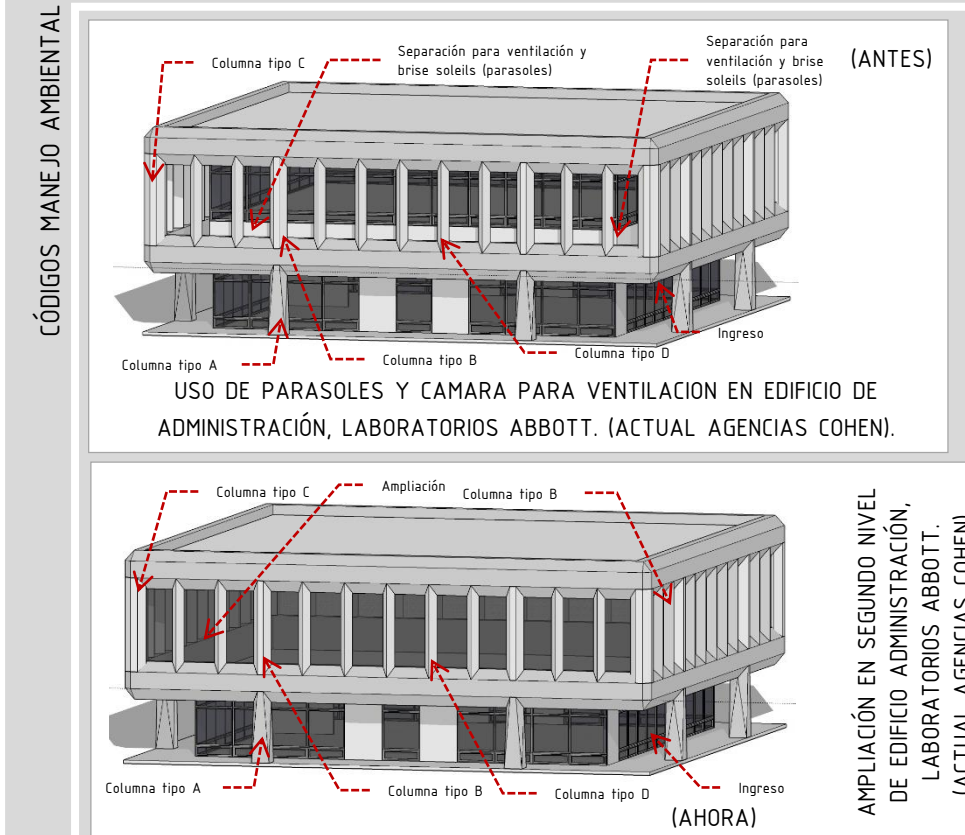 CÓDIGOS MANEJO AMBIENTAL
(ANTES)
Columna tipo C
Separación para ventilación y
brise soleils (parasoles)
Separación para
ventilación y brise
soleils (parasoles)
Ingreso
Columna tipo A
Columna tipo B
Columna tipo D
USO DE PARASOLES Y CAMARA PARA VENTILACION EN EDIFICIO DE
ADMINISTRACIÓN, LABORATORIOS ABBOTT. (ACTUAL AGENCIAS COHEN).
Columna tipo C
Ampliación
Columna tipo B
Columna tipo A
Columna tipo B
Columna tipo D
Ingreso
(AHORA)
AMPLIACIÓN EN SEGUNDO NIVEL
DE EDIFICIO ADMINISTRACIÓN,
LABORATORIOS ABBOTT.
(ACTUAL AGENCIAS COHEN)